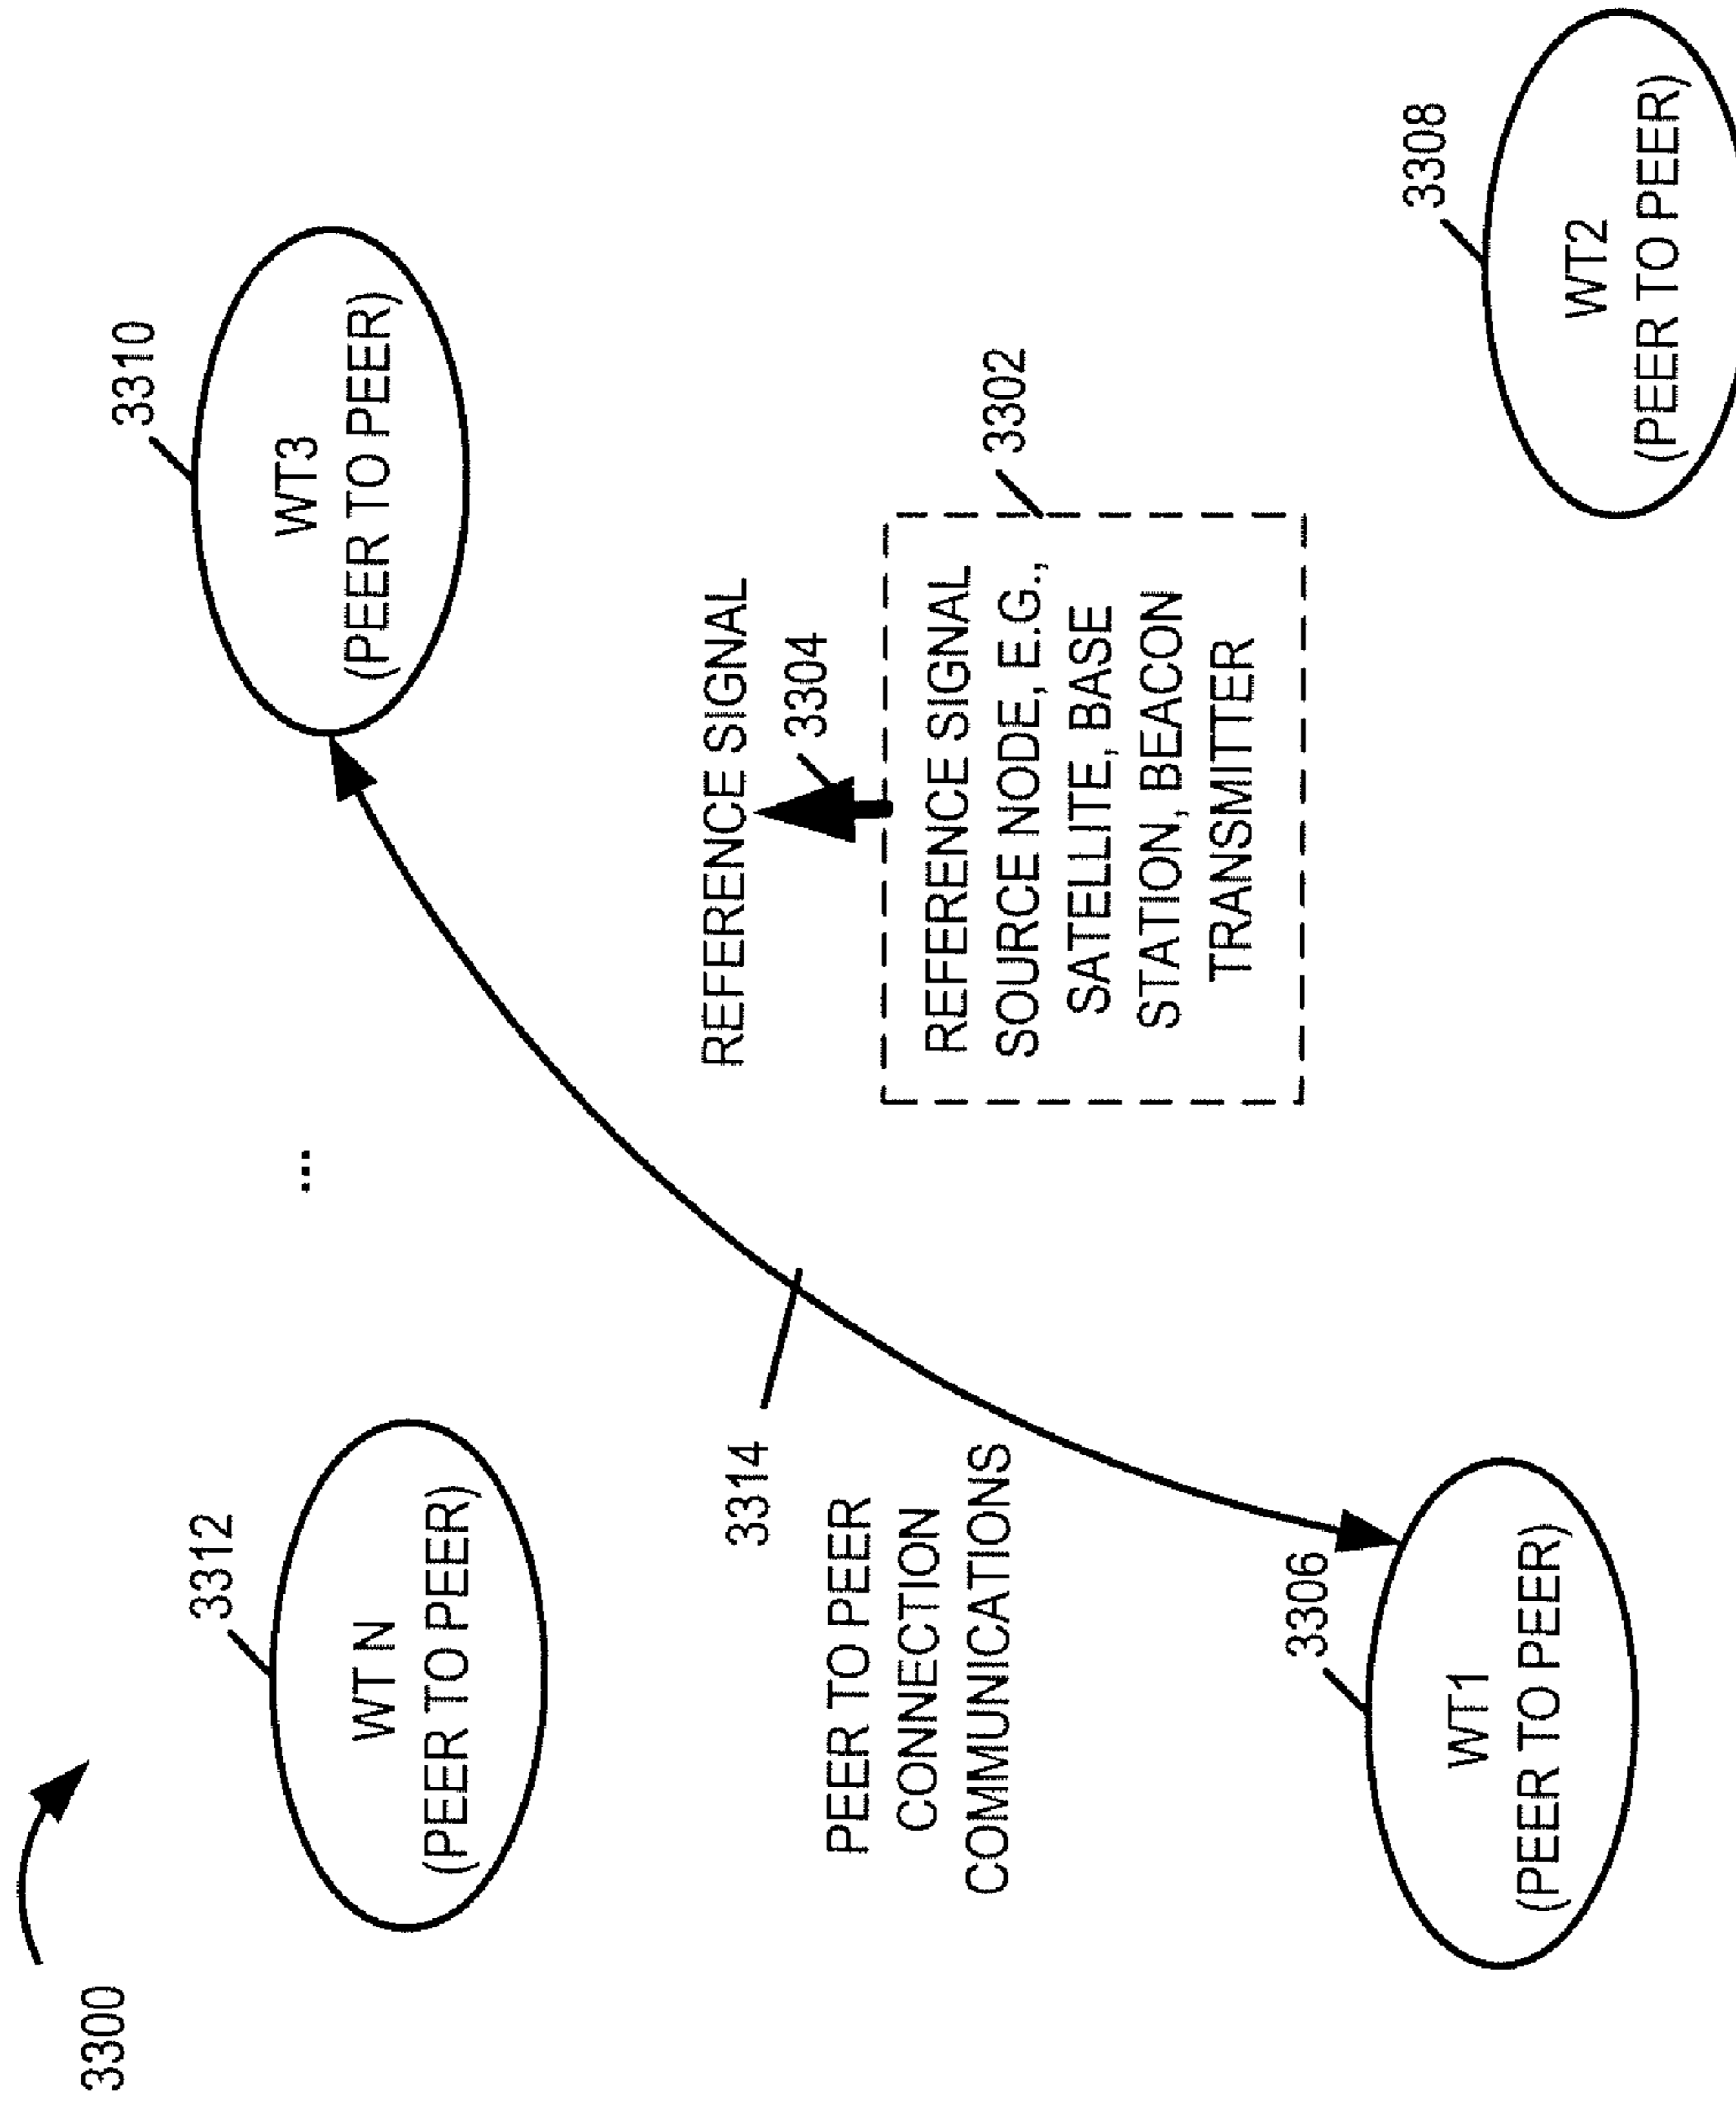 3300
3312
WT N
(PEER TO PEER)
...
3310
WT3
(PEER TO PEER)
3314
PEER TO PEER
CONNECTION
COMMUNICATIONS
REFERENCE SIGNAL
3304
3302
REFERENCE SIGNAL
SOURCE NODE, E.G.,
SATELLITE, BASE
STATION, BEACON
TRANSMITTER
3306
WT1
(PEER TO PEER)
3308
WT2
(PEER TO PEER)